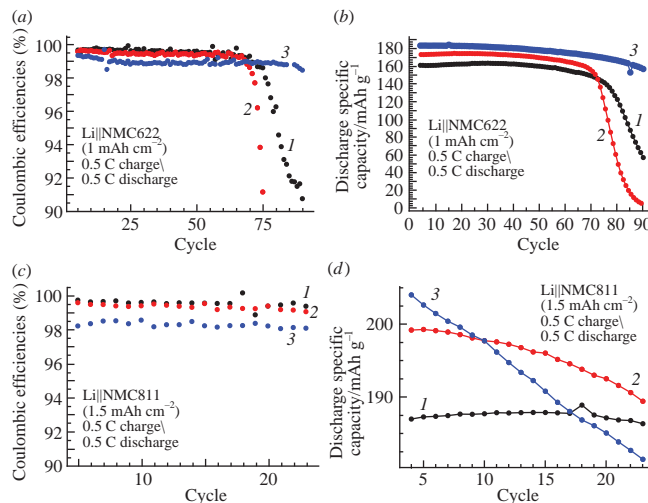 (a)
Coulombic efficiencies (%)
100
98
96
94
92
90
25
50
75
Cycle
Li||NMC622
(1 mAh cm⁻²)
0.5 C charge\
0.5 C discharge
1
2
3
(b)
Discharge specific
capacity/mAh g⁻¹
180
160
140
120
100
80
60
40
20
0
0
10
20
30
40
50
60
70
80
90
Cycle
Li||NMC622
(1 mAh cm⁻²)
0.5 C charge\
0.5 C discharge
3
1
2
(c)
Coulombic efficiencies (%)
100
98
96
94
92
90
10
20
Cycle
Li||NMC811
(1.5 mAh cm⁻²)
0.5 C charge\
0.5 C discharge
1
2
3
(d)
Discharge specific
capacity/mAh g⁻¹
200
190
5
10
15
20
Cycle
Li||NMC811
(1.5 mAh cm⁻²)
0.5 C charge\
0.5 C discharge
3
2
1